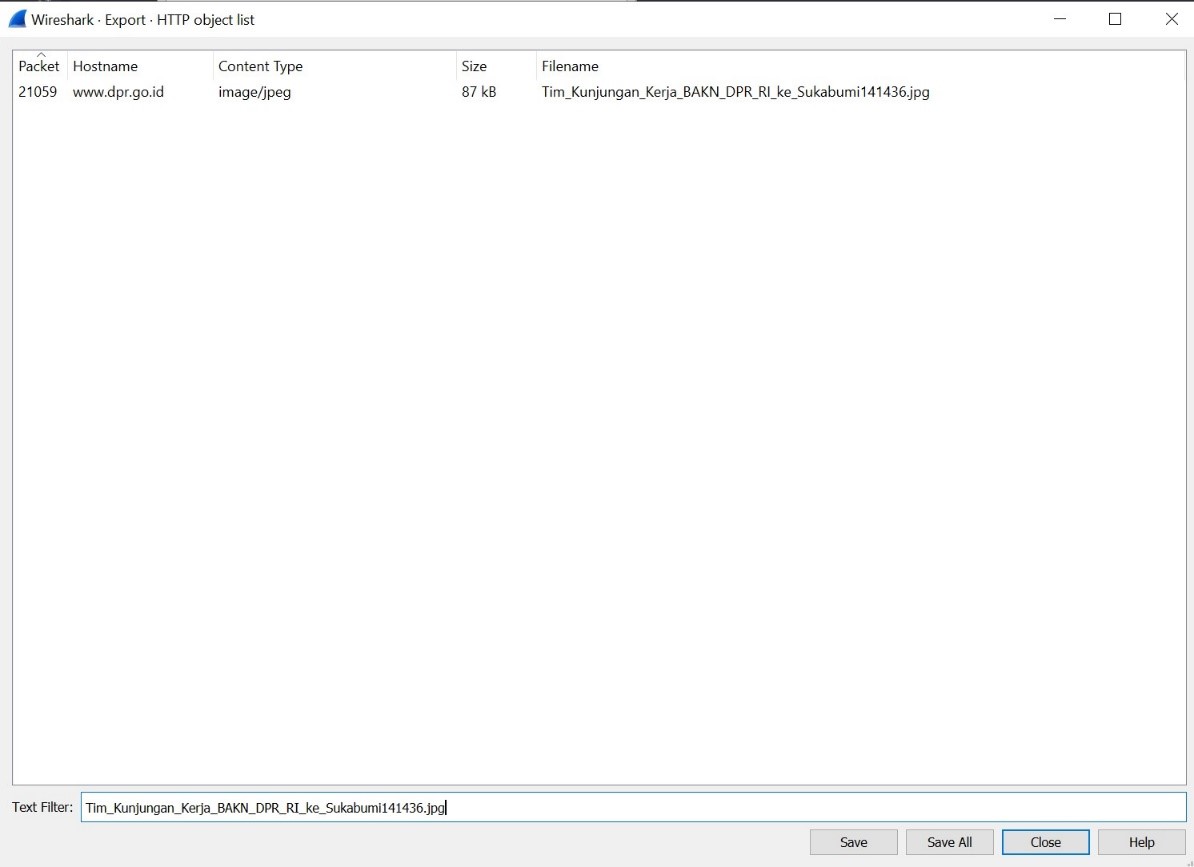 Wireshark · Export · HTTP object list
Packet Hostname Content Type Size Filename
21059 www.dpr.go.id image/jpeg 87 kB Tim_Kunjungan_Kerja_BAKN_DPR_RI_ke_Sukabumi141436.jpg
Text Filter: Tim_Kunjungan_Kerja_BAKN_DPR_RI_ke_Sukabumi141436.jpg
Save Save All Close Help